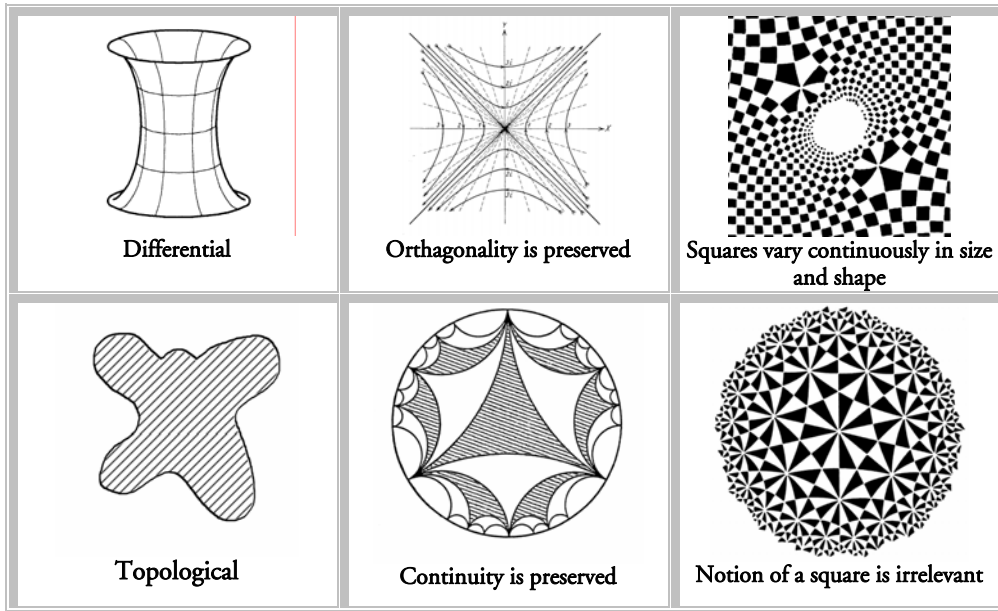 Differential
Orthagonality is preserved
Squares vary continuously in size
and shape
Topological
Continuity is preserved
Notion of a square is irrelevant